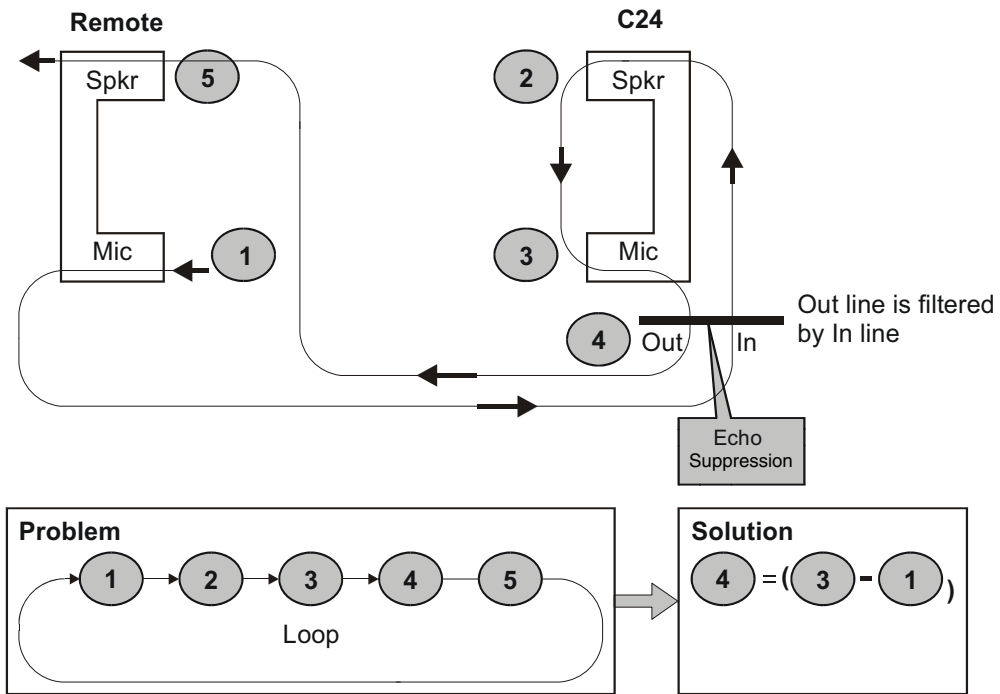 Remote
C24
Spkr
5
2
Spkr
Mic
1
3
Mic
4
Out
In
Out line is filtered
by In line
Echo
Suppression
Problem
1
2
3
4
5
Loop
Solution
4 = ( 3 - 1 )